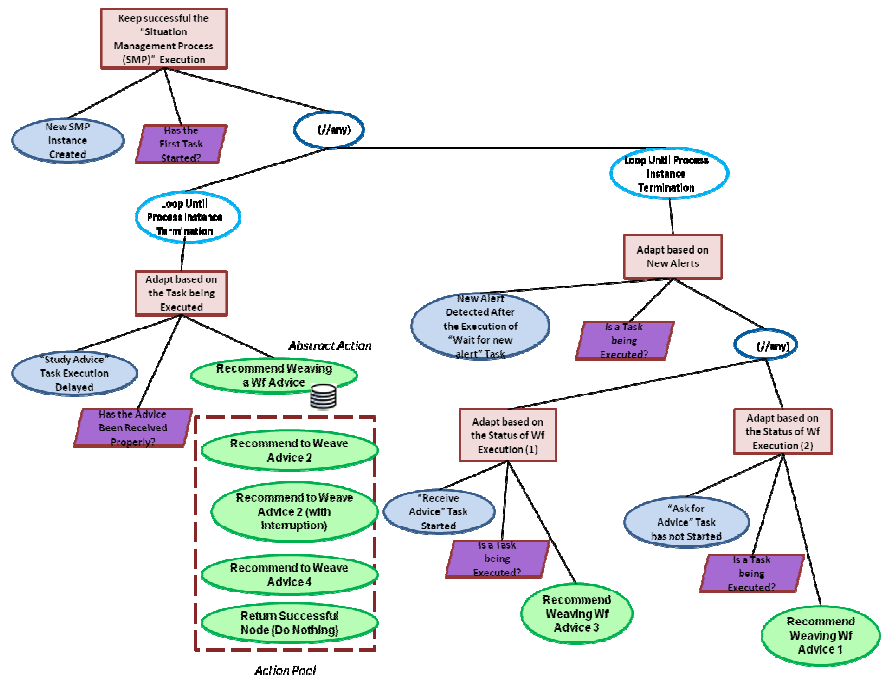 Keep successful the
“Situation
Management Process
(SMP)” Execution
New SMP
Instance
Created
Has the
First Task
Started?
(//any)
Loop Until Process
Instance
Termination
Loop Until
Process Instance
Termination
Adapt based on
New Alerts
Adapt based on
the Task being
Executed
New Alert
Detected After
the Execution of
“Wait for new
alert” Task
Is a Task
being
Executed?
(//any)
Abstract Action
“Study Advice”
Task Execution
Delayed
Recommend Weaving
a Wf Advice
Has the Advice
Been Received
Properly?
Adapt based on
the Status of Wf
Execution (1)
Adapt based on
the Status of Wf
Execution (2)
Recommend to Weave
Advice 2
Recommend to Weave
Advice 2 (with
Interruption)
Recommend to Weave
Advice 4
Return Successful
Node (Do Nothing)
Action Pool
“Receive
Advice” Task
Started
Is a Task
being
Executed?
Recommend
Weaving Wf
Advice 3
“Ask for
Advice” Task
has not Started
Is a Task
being
Executed?
Recommend
Weaving Wf
Advice 1